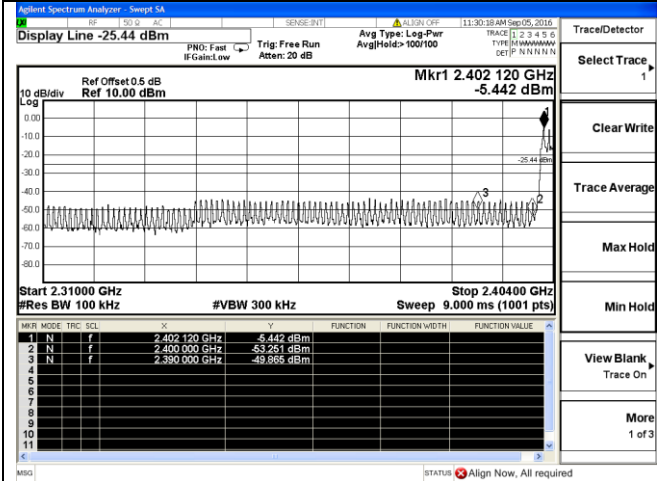 Agilent Spectrum Analyzer - Swept SA
RF 50 Ω AC SENSE:INT ALIGN OFF 11:30:18 AM Sep 05, 2016
Display Line -25.44 dBm
PNO: Fast
IFGain:Low
Trig: Free Run
Atten: 20 dB
Avg Type: Log-Pwr
Avg|Hold:> 100/100
TRACE 1 2 3 4 5 6
TYPE M WWWWW
DET P N N N N N
Ref Offset 0.5 dB
10 dB/div Ref 10.00 dBm
Log
Mkr1 2.402 120 GHz
-5.442 dBm
1
0.00
-10.0
-20.0
-25.44 dBm
-30.0
-40.0
3
2
-50.0
-60.0
-70.0
-80.0
Start 2.31000 GHz Stop 2.40400 GHz
#Res BW 100 kHz #VBW 300 kHz Sweep 9.000 ms (1001 pts)
MKR MODE TRC SCL X Y FUNCTION FUNCTION WIDTH FUNCTION VALUE
1 N f 2.402 120 GHz -5.442 dBm
2 N f 2.400 000 GHz -53.251 dBm
3 N f 2.390 000 GHz -49.865 dBm
4
5
6
7
8
9
10
11
MSG STATUS Align Now, All required
Trace/Detector
Select Trace
1
Clear Write
Trace Average
Max Hold
Min Hold
View Blank
Trace On
More
1 of 3